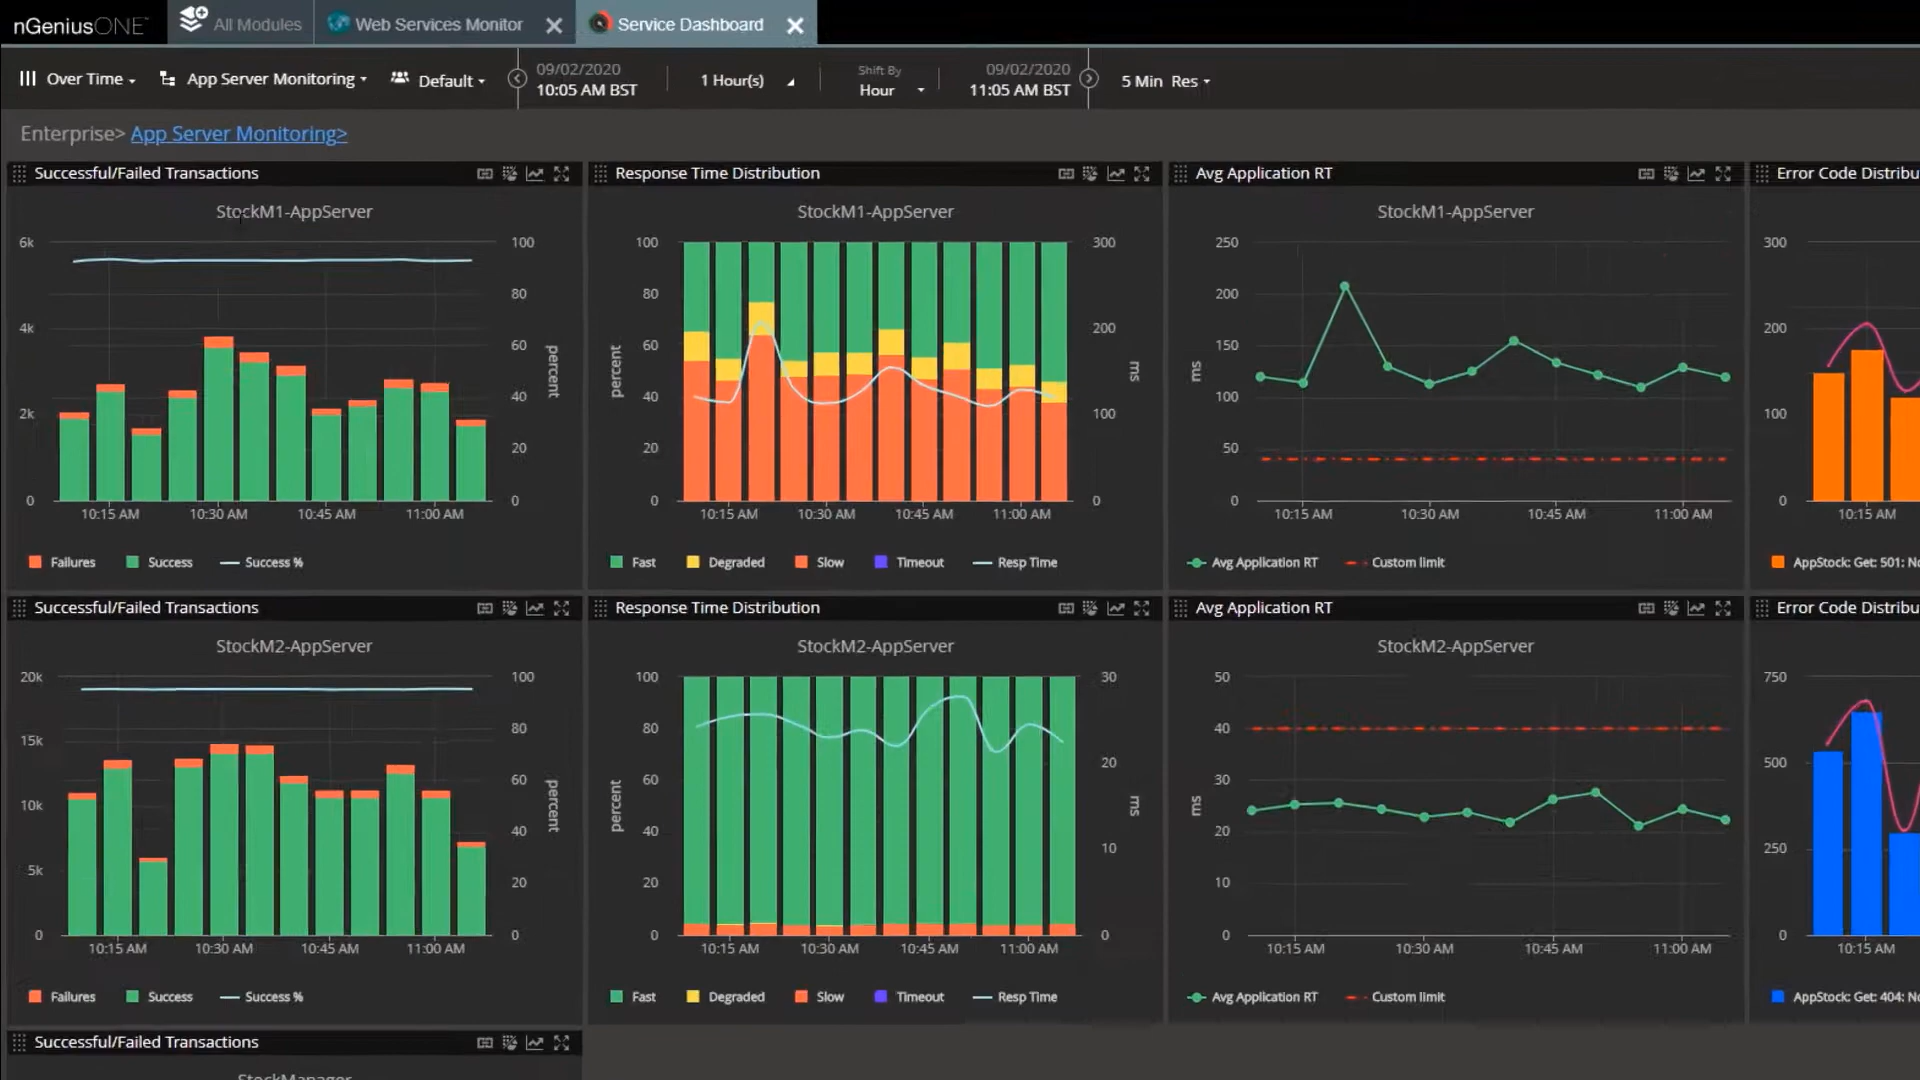 nGeniusONE™ All Modules Web Services Monitor Service Dashboard
Over Time App Server Monitoring Default 09/02/2020 10:05 AM BST 1 Hour(s) Shift By Hour 09/02/2020 11:05 AM BST 5 Min Res
Enterprise> App Server Monitoring>
Successful/Failed Transactions
StockM1-AppServer
6k
4k
2k
0
100
80
60
40
20
0
percent
10:15 AM 10:30 AM 10:45 AM 11:00 AM
Failures Success Success %
Response Time Distribution
StockM1-AppServer
100
80
60
40
20
0
percent
300
200
100
0
ms
10:15 AM 10:30 AM 10:45 AM 11:00 AM
Fast Degraded Slow Timeout Resp Time
Avg Application RT
StockM1-AppServer
250
200
150
100
50
0
ms
10:15 AM 10:30 AM 10:45 AM 11:00 AM
Avg Application RT Custom limit
Error Code Distribu
300
200
100
0
10:15 AM
AppStock: Get: 501: No
Successful/Failed Transactions
StockM2-AppServer
20k
15k
10k
5k
0
100
80
60
40
20
0
percent
10:15 AM 10:30 AM 10:45 AM 11:00 AM
Failures Success Success %
Response Time Distribution
StockM2-AppServer
100
80
60
40
20
0
percent
30
20
10
0
ms
10:15 AM 10:30 AM 10:45 AM 11:00 AM
Fast Degraded Slow Timeout Resp Time
Avg Application RT
StockM2-AppServer
50
40
30
20
10
0
ms
10:15 AM 10:30 AM 10:45 AM 11:00 AM
Avg Application RT Custom limit
Error Code Distribu
750
500
250
0
10:15 AM
AppStock: Get: 404: No
Successful/Failed Transactions
StockManager